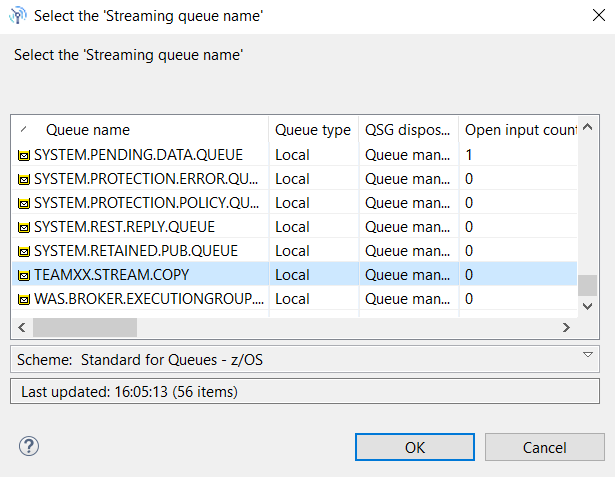 Select the 'Streaming queue name'
Select the 'Streaming queue name'
Queue name Queue type QSG dispos... Open input count
SYSTEM.PENDING.DATA.QUEUE Local Queue man... 1
SYSTEM.PROTECTION.ERROR.QU... Local Queue man... 0
SYSTEM.PROTECTION.POLICY.QU... Local Queue man... 0
SYSTEM.REST.REPLY.QUEUE Local Queue man... 0
SYSTEM.RETAINED.PUB.QUEUE Local Queue man... 0
TEAMXX.STREAM.COPY Local Queue man... 0
WAS.BROKER.EXECUTIONGROUP.... Local Queue man... 0
Scheme: Standard for Queues - z/OS
Last updated: 16:05:13 (56 items)
? OK Cancel